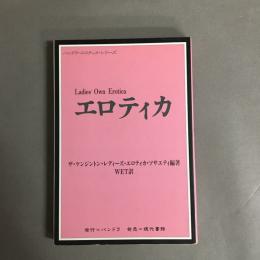 Ladies' Own Erotica
エロティカ
ザ・ケンジントン・レディーズ・エロティカ・ソサエティ編著
WET訳
発行=パンドラ 発売=現代書館